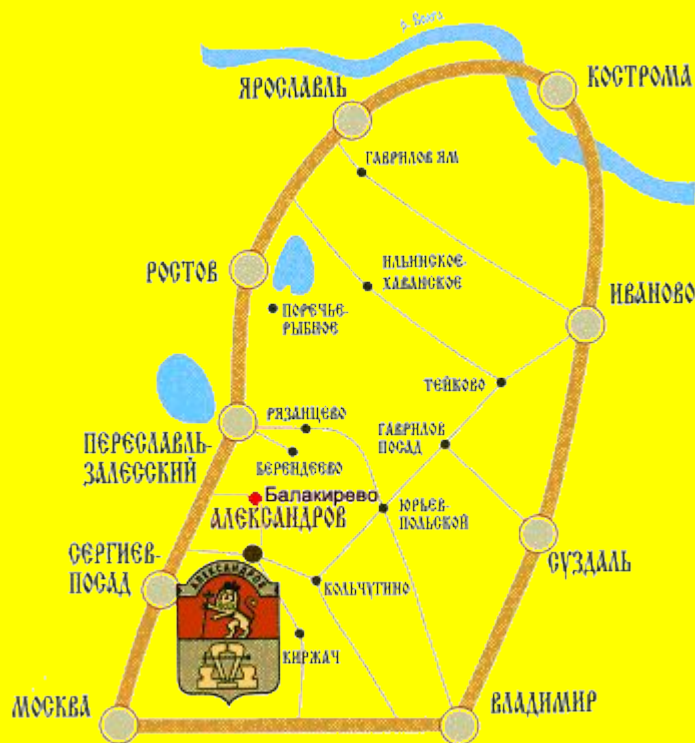 р. Волга
КОСТРОМА
ЯРОСЛАВЛЬ
ГАВРИЛОВ ЯМ
РОСТОВ
ИЛЬИНСКОЕ-
ХАВАНСКОЕ
ИВАНОВО
ПОРЕЧЬЕ-
РЫБНОЕ
ТЕЙКОВО
РЯЗАНЦЕВО
ПЕРЕСЛАВЛЬ-
ЗАЛЕССКИЙ
ГАВРИЛОВ
ПОСАД
БЕРЕНДЕЕВО
Балакирево
АЛЕКСАНДРОВ
ЮРЬЕВ-
ПОЛЬСКОЙ
СЕРГИЕВ-
ПОСАД
СУЗДАЛЬ
АЛЕКСАНДРОВ
КОЛЬЧУГИНО
КИРЖАЧ
МОСКВА
ВЛАДИМИР